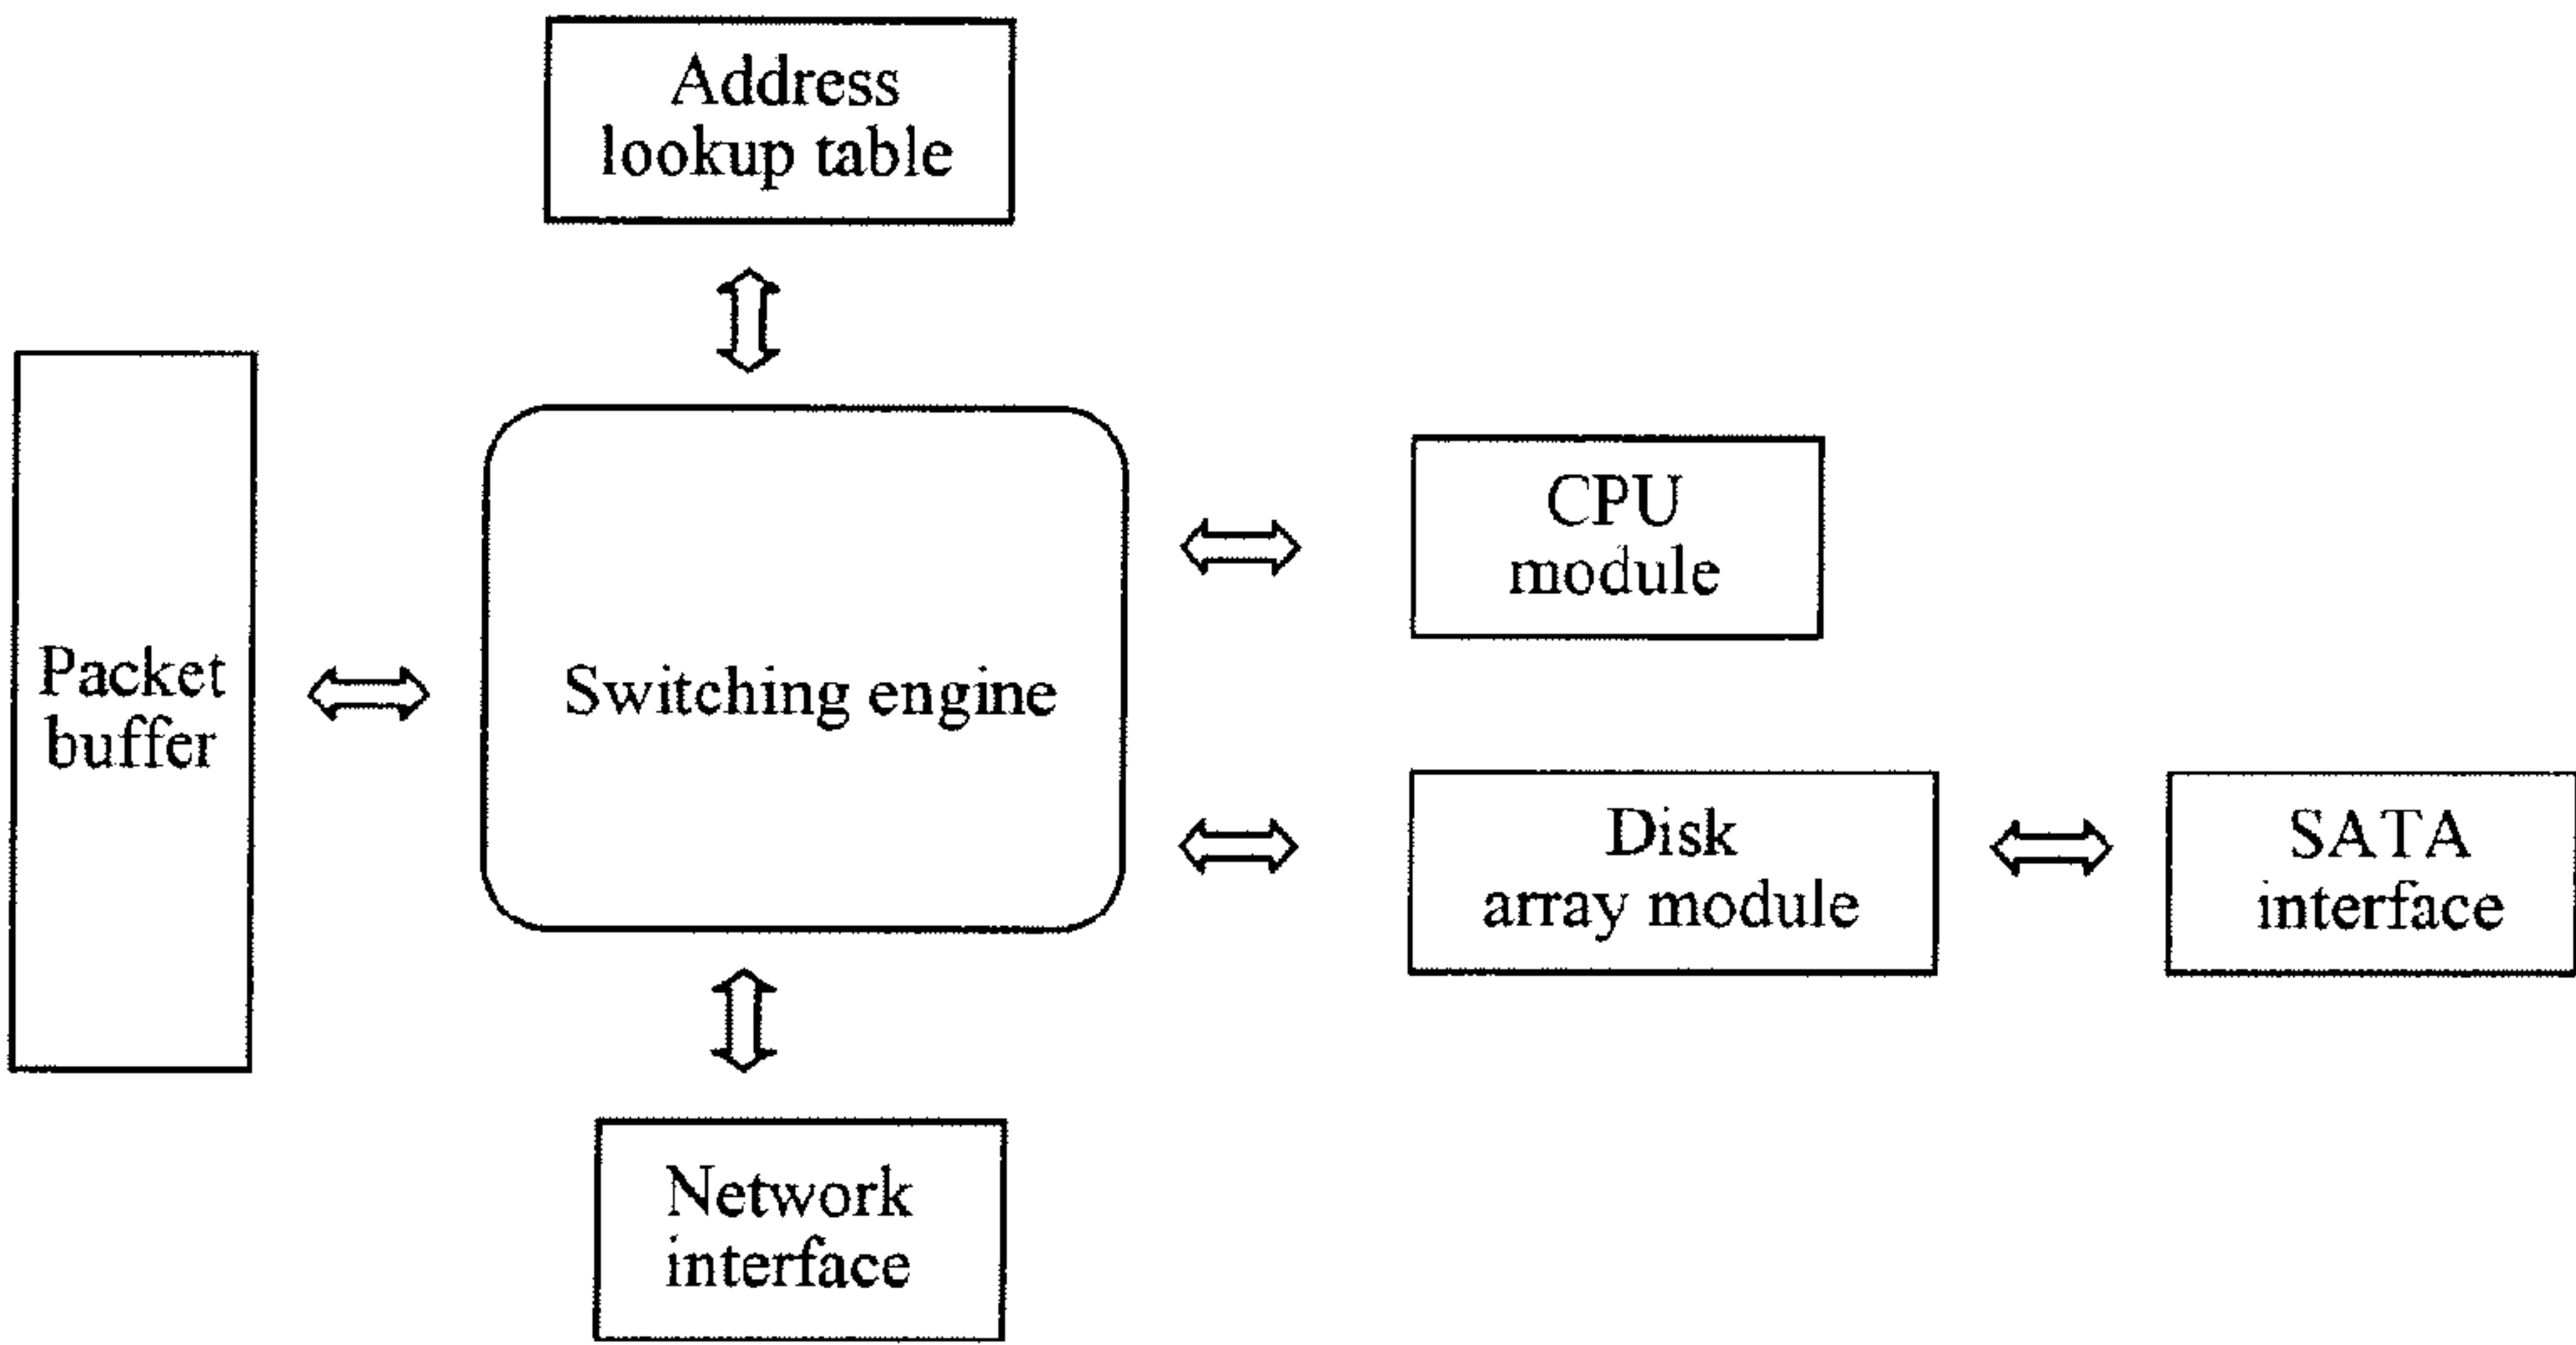 Address
lookup table
CPU
module
Packet
buffer
Switching engine
Disk
array module
SATA
interface
Network
interface